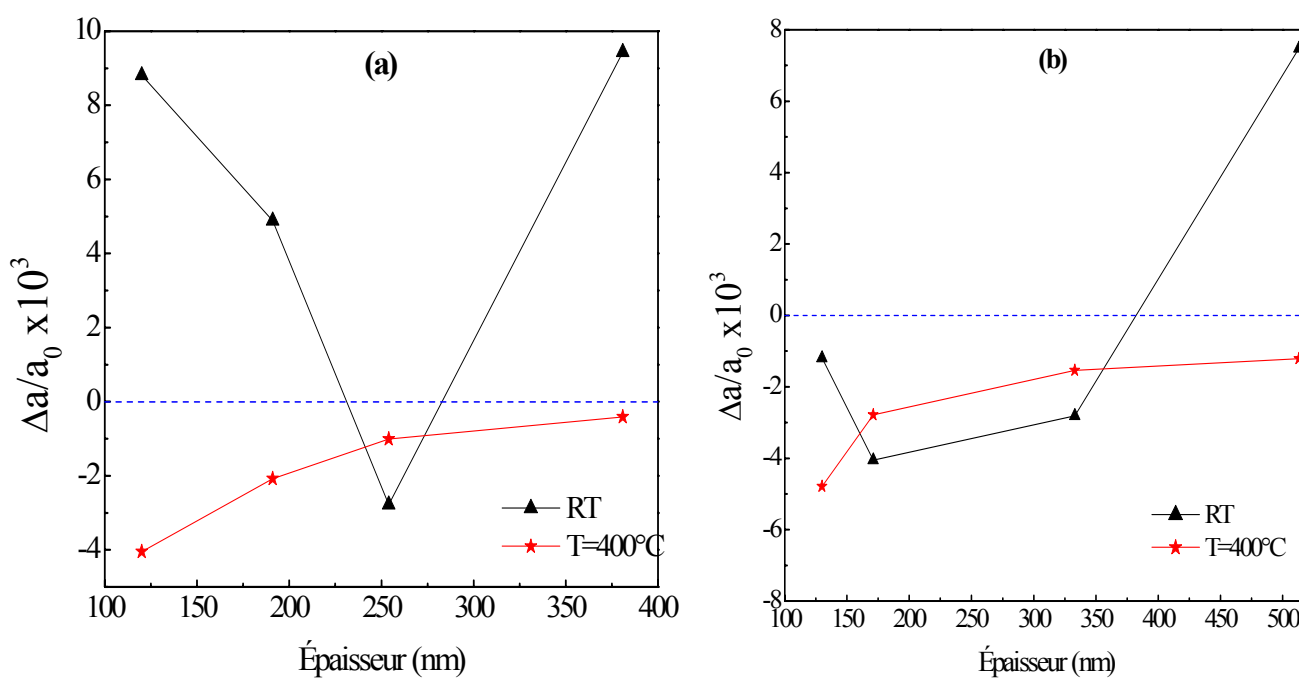 (a)
10
8
6
4
2
0
-2
-4
Δa/a₀ x10³
100 150 200 250 300 350 400
Épaisseur (nm)
RT
T=400°C
(b)
8
6
4
2
0
-2
-4
-6
-8
Δa/a₀ x10³
100 150 200 250 300 350 400 450 500
Épaisseur (nm)
RT
T=400°C